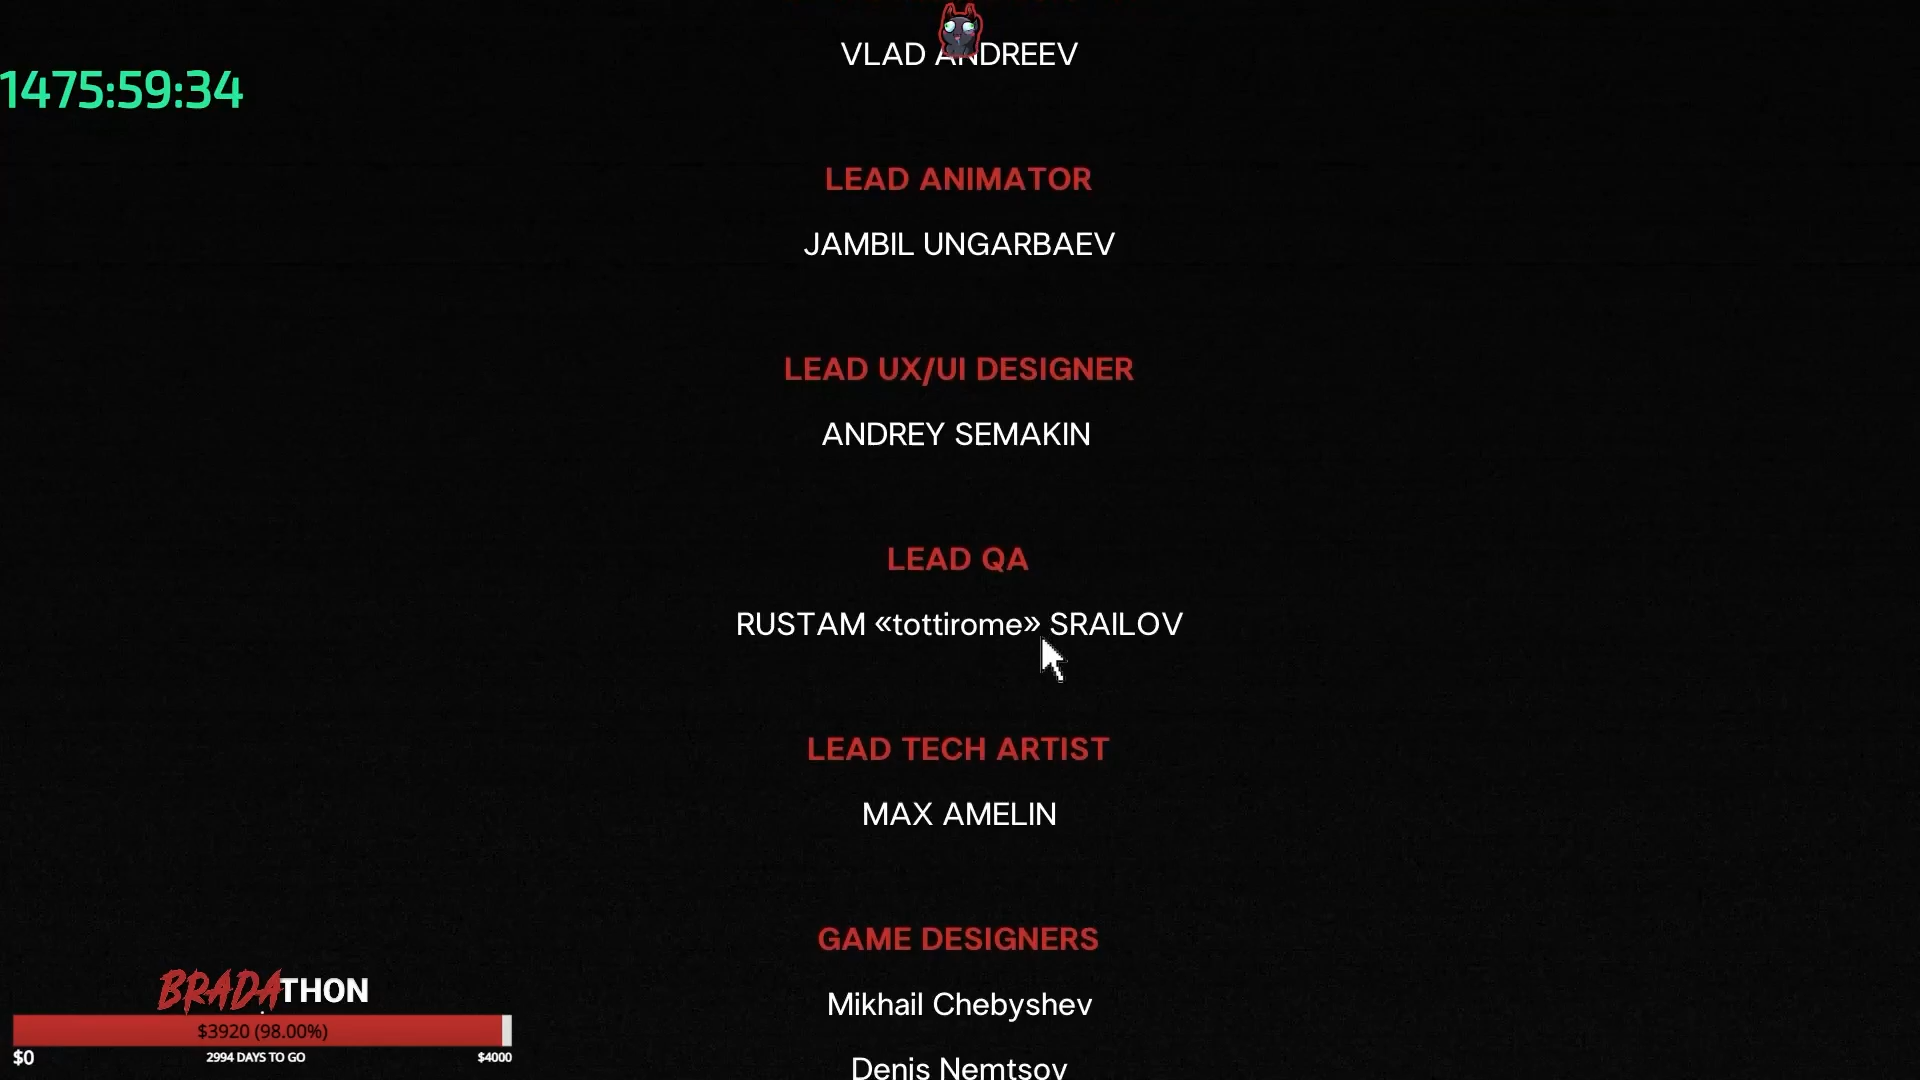 VLAD ANDREEV
1475:59:34
LEAD ANIMATOR
JAMBIL UNGARBAEV
LEAD UX/UI DESIGNER
ANDREY SEMAKIN
LEAD QA
RUSTAM «tottirome» SRAILOV
LEAD TECH ARTIST
MAX AMELIN
GAME DESIGNERS
Mikhail Chebyshev
Denis Nemtsov
BRADATHON
$3920 (98.00%)
$0 2994 DAYS TO GO $4000